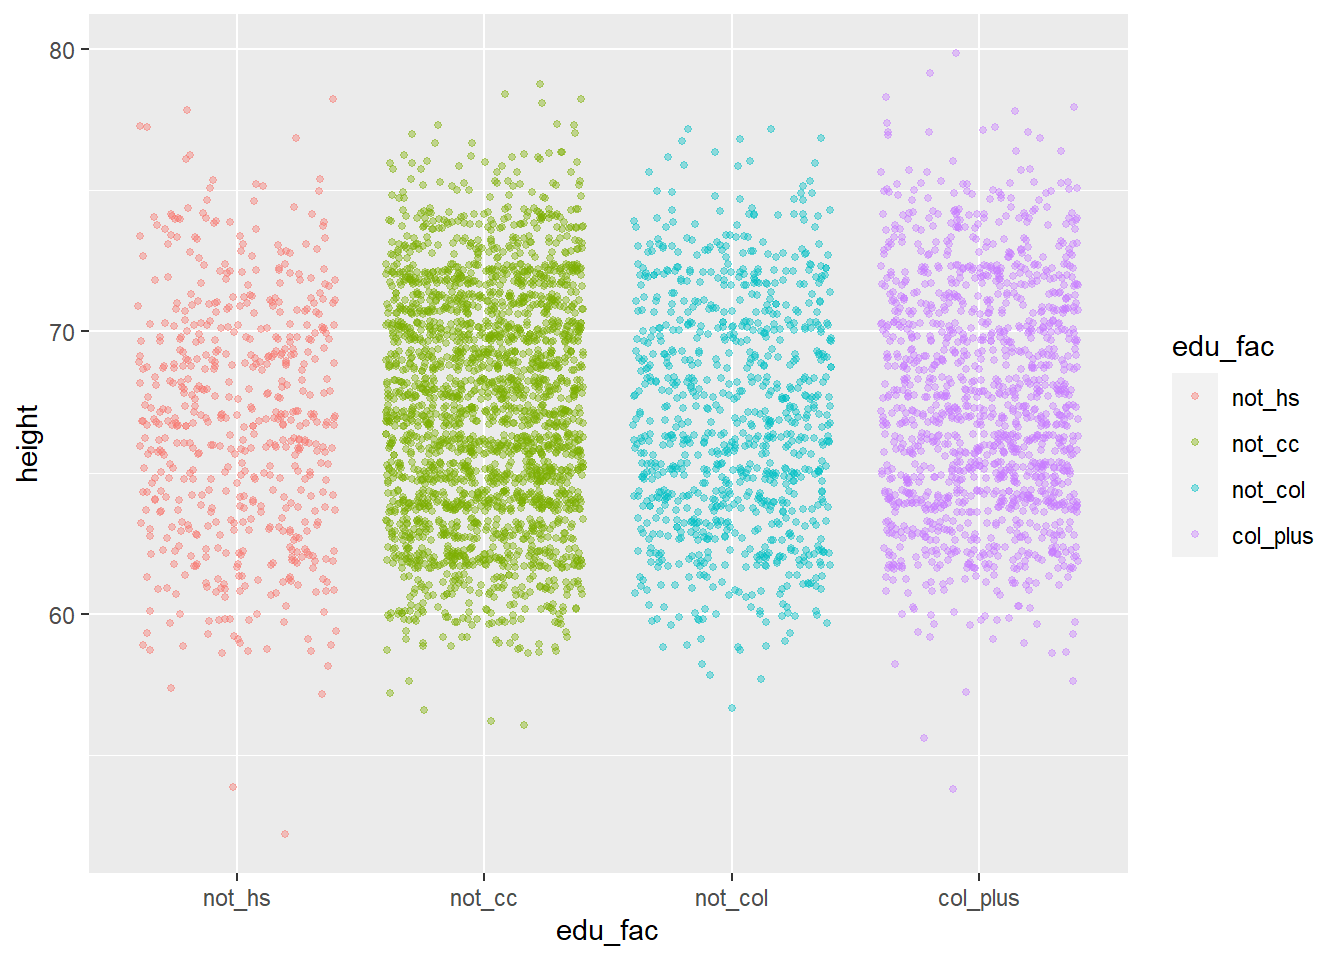 80
70
60
height
not_hs
not_cc
not_col
col_plus
edu_fac
edu_fac
not_hs
not_cc
not_col
col_plus